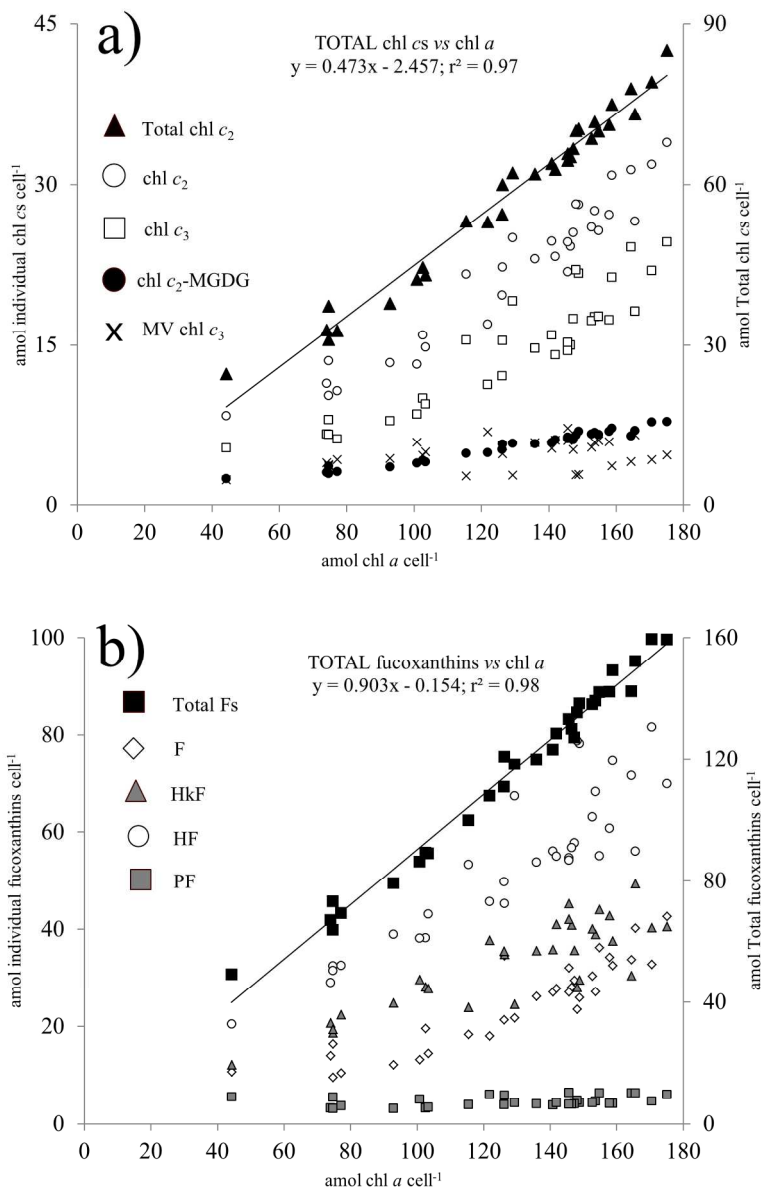 a)
TOTAL chl cs vs chl a
y = 0.473x - 2.457; r² = 0.97
Total chl c₂
chl c₂
chl c₃
chl c₂-MGDG
MV chl c₃
amol individual chl cs cell⁻¹
45
30
15
0
amol Total chl cs cell⁻¹
90
60
30
0
0 20 40 60 80 100 120 140 160 180
amol chl a cell⁻¹
b)
TOTAL fucoxanthins vs chl a
y = 0.903x - 0.154; r² = 0.98
Total Fs
F
HkF
HF
PF
amol individual fucoxanthins cell⁻¹
100
80
60
40
20
0
amol Total fucoxanthins cell⁻¹
160
120
80
40
0
0 20 40 60 80 100 120 140 160 180
amol chl a cell⁻¹